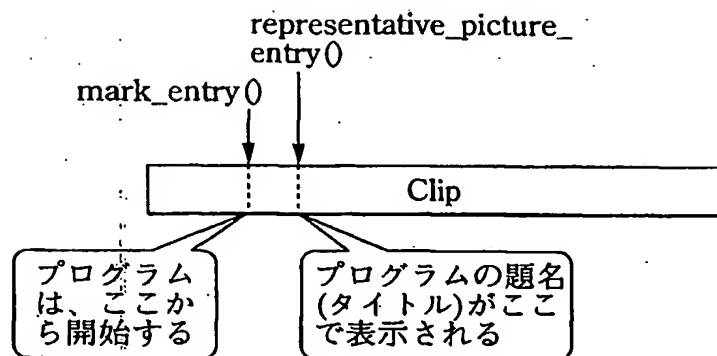 representative_picture_
entry()
mark_entry()
Clip
プログラム
は、ここか
ら開始する
プログラムの題名
(タイトル)がここ
で表示される